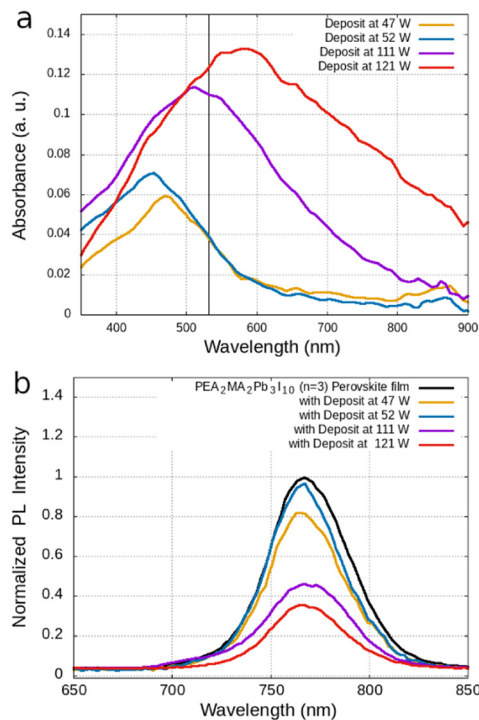 a
Deposit at 47 W
Deposit at 52 W
Deposit at 111 W
Deposit at 121 W
0.14
0.12
0.1
0.08
0.06
0.04
0.02
0
Absorbance (a. u.)
400 500 600 700 800 900
Wavelength (nm)
b
PEA₂MA₂Pb₃I₁₀ (n=3) Perovskite film
with Deposit at 47 W
with Deposit at 52 W
with Deposit at 111 W
with Deposit at 121 W
1.4
1.2
1
0.8
0.6
0.4
0.2
0
Normalized PL Intensity
650 700 750 800 850
Wavelength (nm)